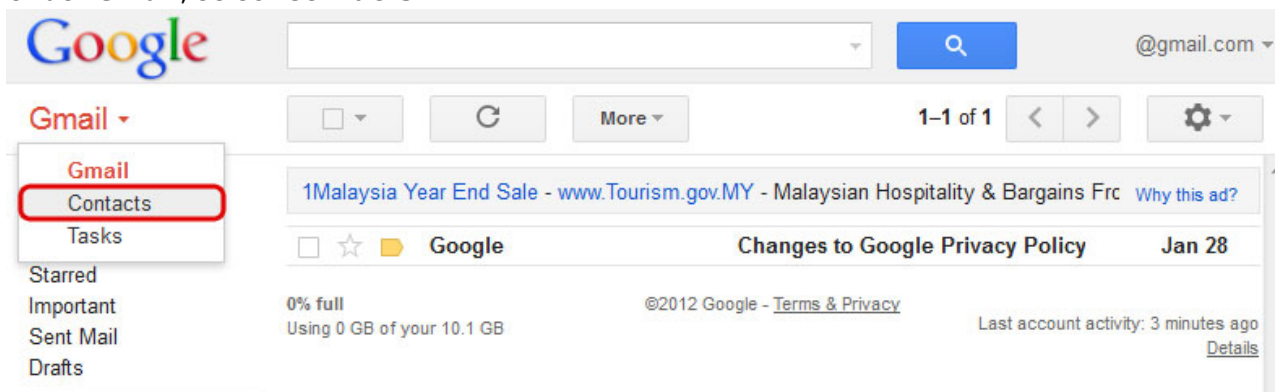 Google
@gmail.com
Gmail
More
1–1 of 1
Gmail
Contacts
Tasks
Starred
Important
Sent Mail
Drafts
1Malaysia Year End Sale - www.Tourism.gov.MY - Malaysian Hospitality & Bargains Frc Why this ad?
Google Changes to Google Privacy Policy Jan 28
0% full
Using 0 GB of your 10.1 GB
©2012 Google - Terms & Privacy
Last account activity: 3 minutes ago
Details